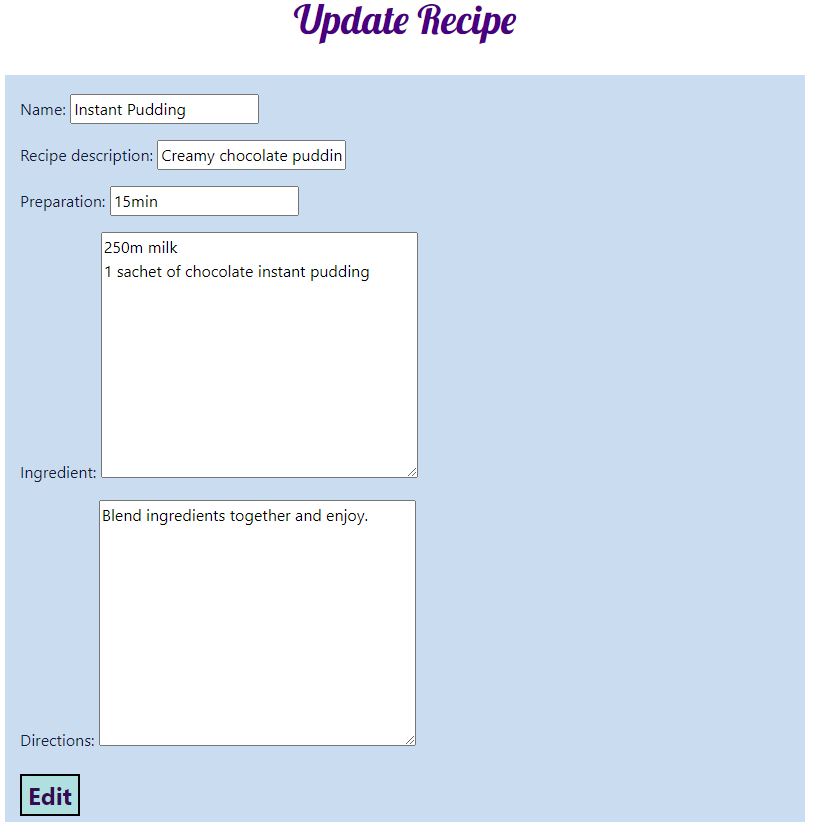 Update Recipe
Name: Instant Pudding
Recipe description: Creamy chocolate puddin
Preparation: 15min
250m milk
1 sachet of chocolate instant pudding
Ingredient:
Blend ingredients together and enjoy.
Directions:
Edit